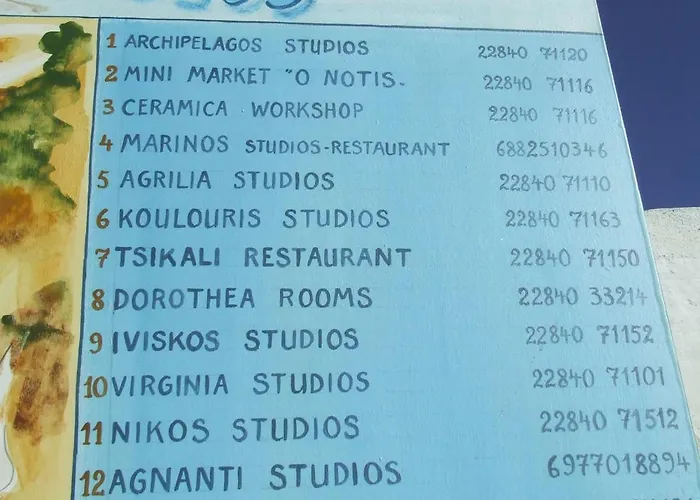 1 ARCHIPELAGOS STUDIOS 22840 71120
2 MINI MARKET "O NOTIS. 22840 71116
3 CERAMICA WORKSHOP 22840 71116
4 MARINOS STUDIOS-RESTAURANT 6882510346
5 AGRILIA STUDIOS 22840 71110
6 KOULOURIS STUDIOS 22840 71163
7 TSIKALI RESTAURANT 22840 71150
8 DOROTHEA ROOMS 22840 33214
9 IVISKOS STUDIOS 22840 71152
10 VIRGINIA STUDIOS 22840 71101
11 NIKOS STUDIOS 22840 71512
12 AGNANTI STUDIOS 6977018894